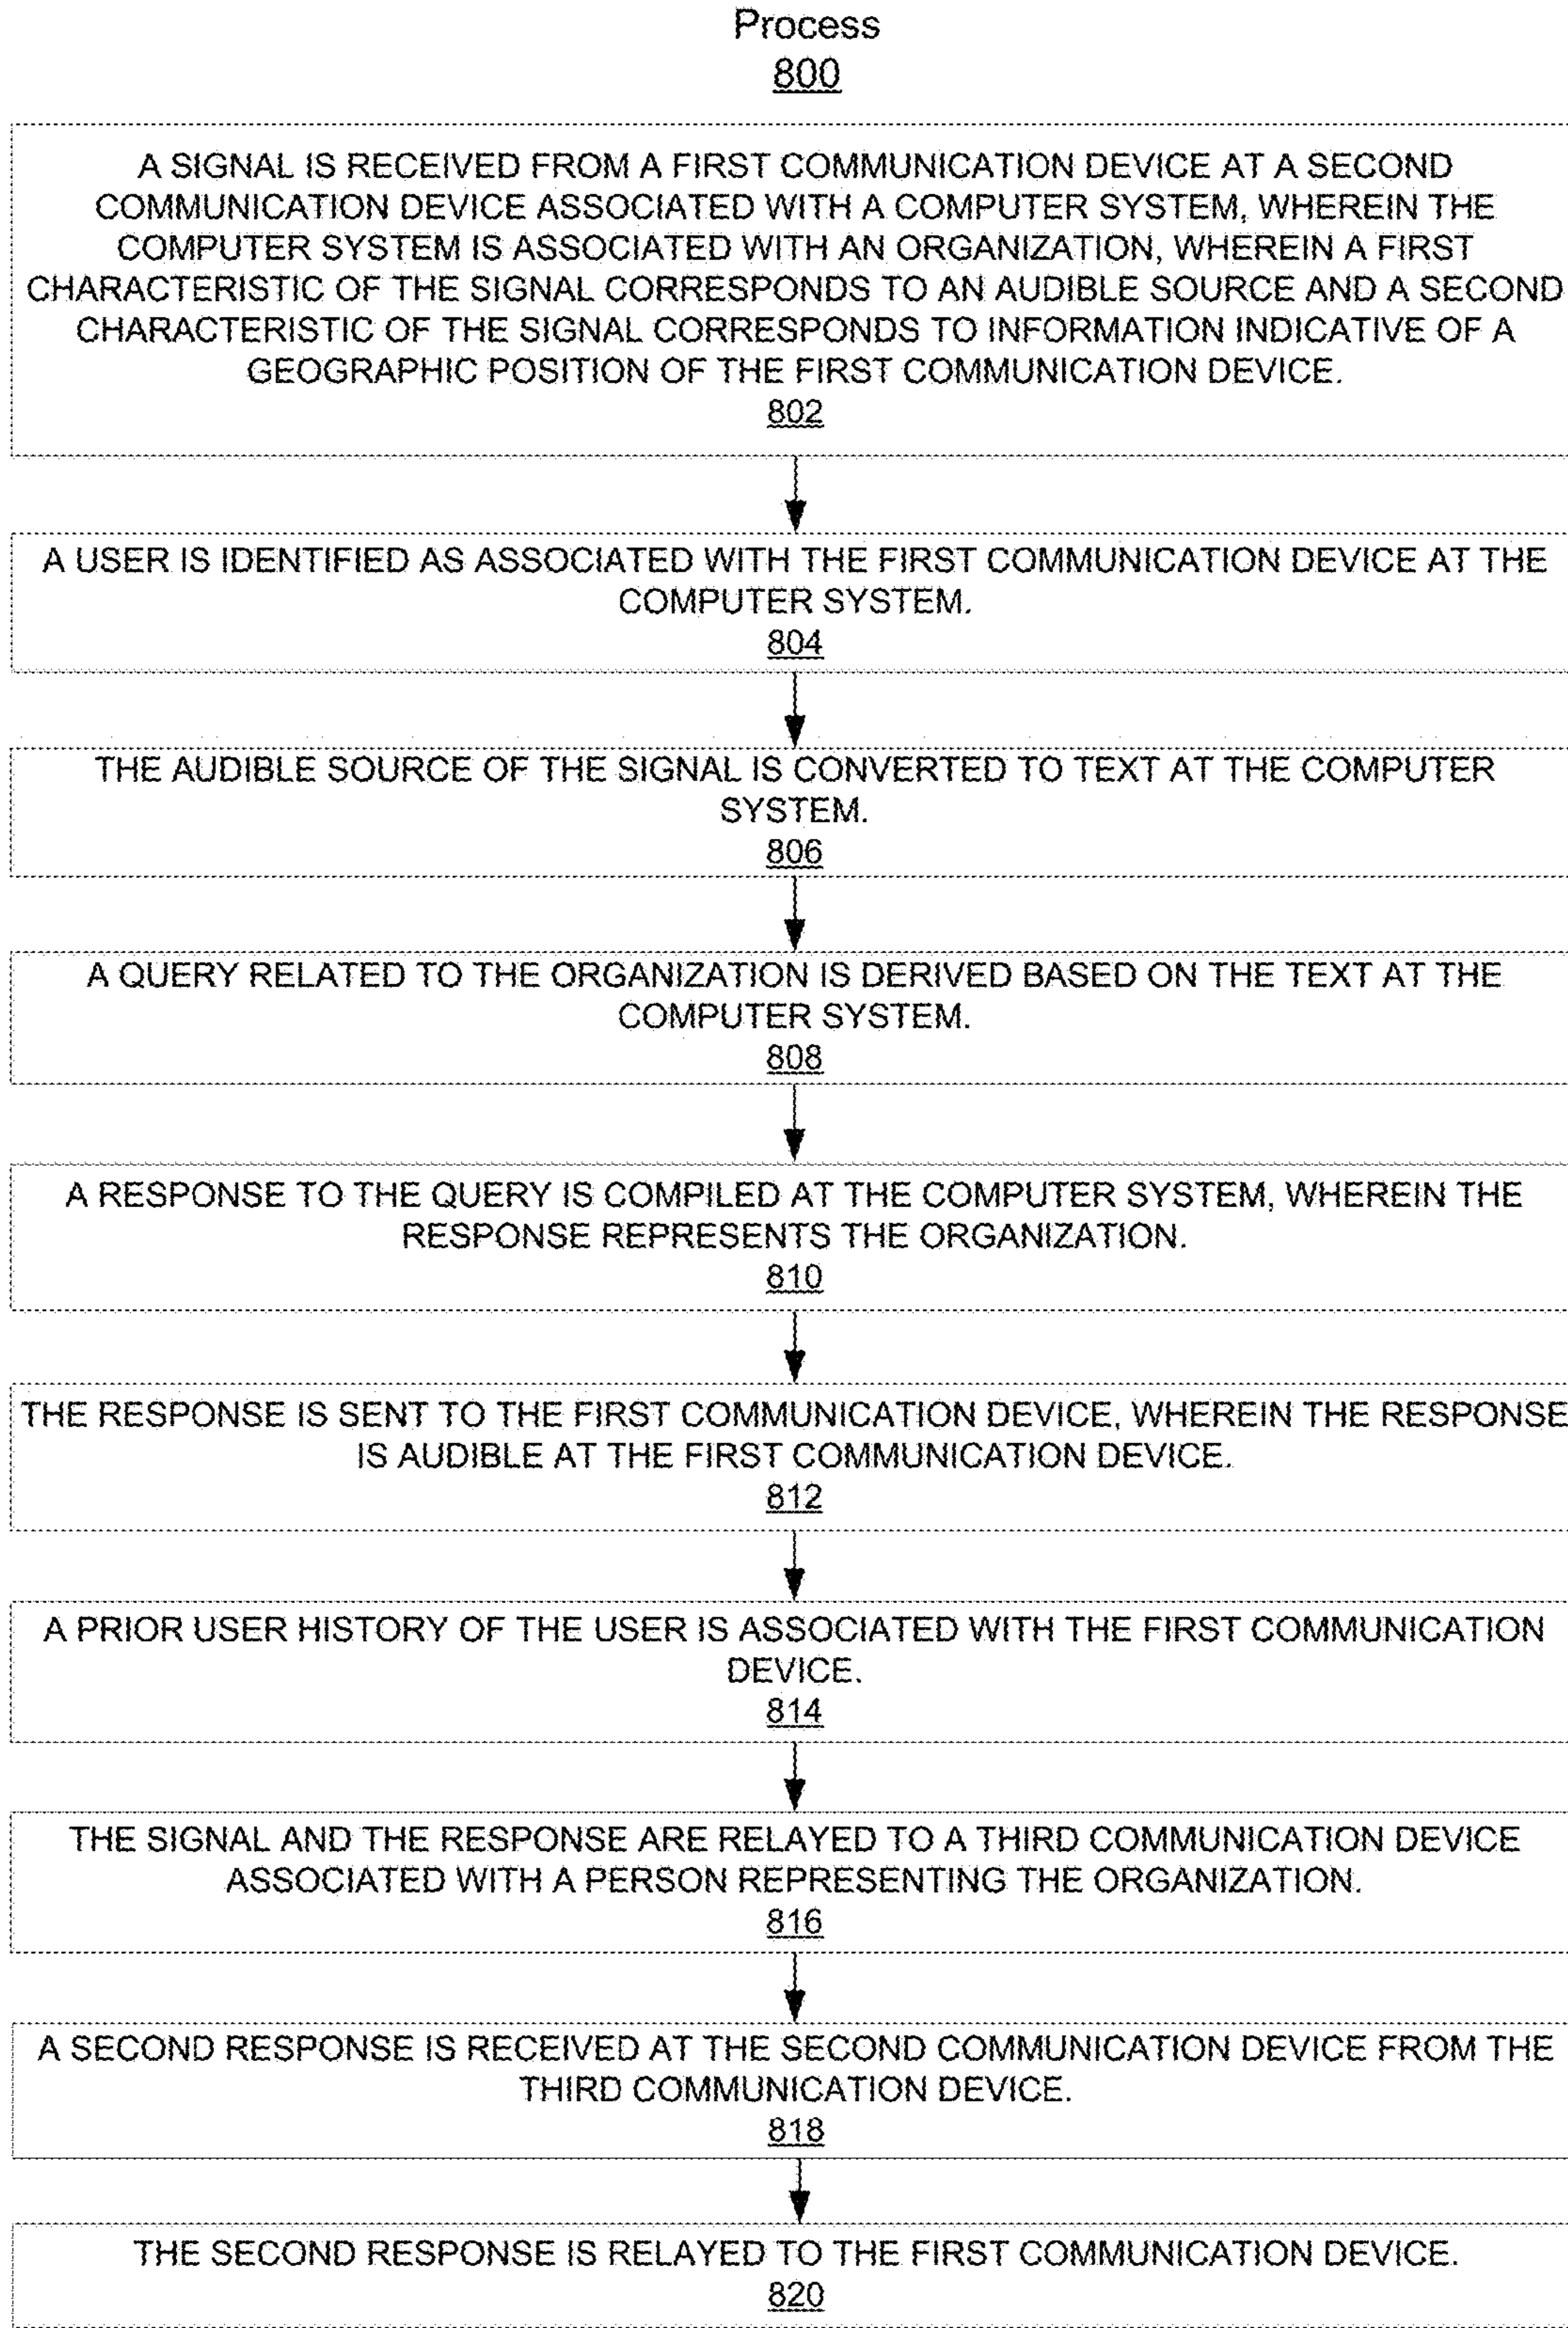 Process
800
A SIGNAL IS RECEIVED FROM A FIRST COMMUNICATION DEVICE AT A SECOND
COMMUNICATION DEVICE ASSOCIATED WITH A COMPUTER SYSTEM, WHEREIN THE
COMPUTER SYSTEM IS ASSOCIATED WITH AN ORGANIZATION, WHEREIN A FIRST
CHARACTERISTIC OF THE SIGNAL CORRESPONDS TO AN AUDIBLE SOURCE AND A SECOND
CHARACTERISTIC OF THE SIGNAL CORRESPONDS TO INFORMATION INDICATIVE OF A
GEOGRAPHIC POSITION OF THE FIRST COMMUNICATION DEVICE.
802
A USER IS IDENTIFIED AS ASSOCIATED WITH THE FIRST COMMUNICATION DEVICE AT THE
COMPUTER SYSTEM.
804
THE AUDIBLE SOURCE OF THE SIGNAL IS CONVERTED TO TEXT AT THE COMPUTER
SYSTEM.
806
A QUERY RELATED TO THE ORGANIZATION IS DERIVED BASED ON THE TEXT AT THE
COMPUTER SYSTEM.
808
A RESPONSE TO THE QUERY IS COMPILED AT THE COMPUTER SYSTEM, WHEREIN THE
RESPONSE REPRESENTS THE ORGANIZATION.
810
THE RESPONSE IS SENT TO THE FIRST COMMUNICATION DEVICE, WHEREIN THE RESPONSE
IS AUDIBLE AT THE FIRST COMMUNICATION DEVICE.
812
A PRIOR USER HISTORY OF THE USER IS ASSOCIATED WITH THE FIRST COMMUNICATION
DEVICE.
814
THE SIGNAL AND THE RESPONSE ARE RELAYED TO A THIRD COMMUNICATION DEVICE
ASSOCIATED WITH A PERSON REPRESENTING THE ORGANIZATION.
816
A SECOND RESPONSE IS RECEIVED AT THE SECOND COMMUNICATION DEVICE FROM THE
THIRD COMMUNICATION DEVICE.
818
THE SECOND RESPONSE IS RELAYED TO THE FIRST COMMUNICATION DEVICE.
820